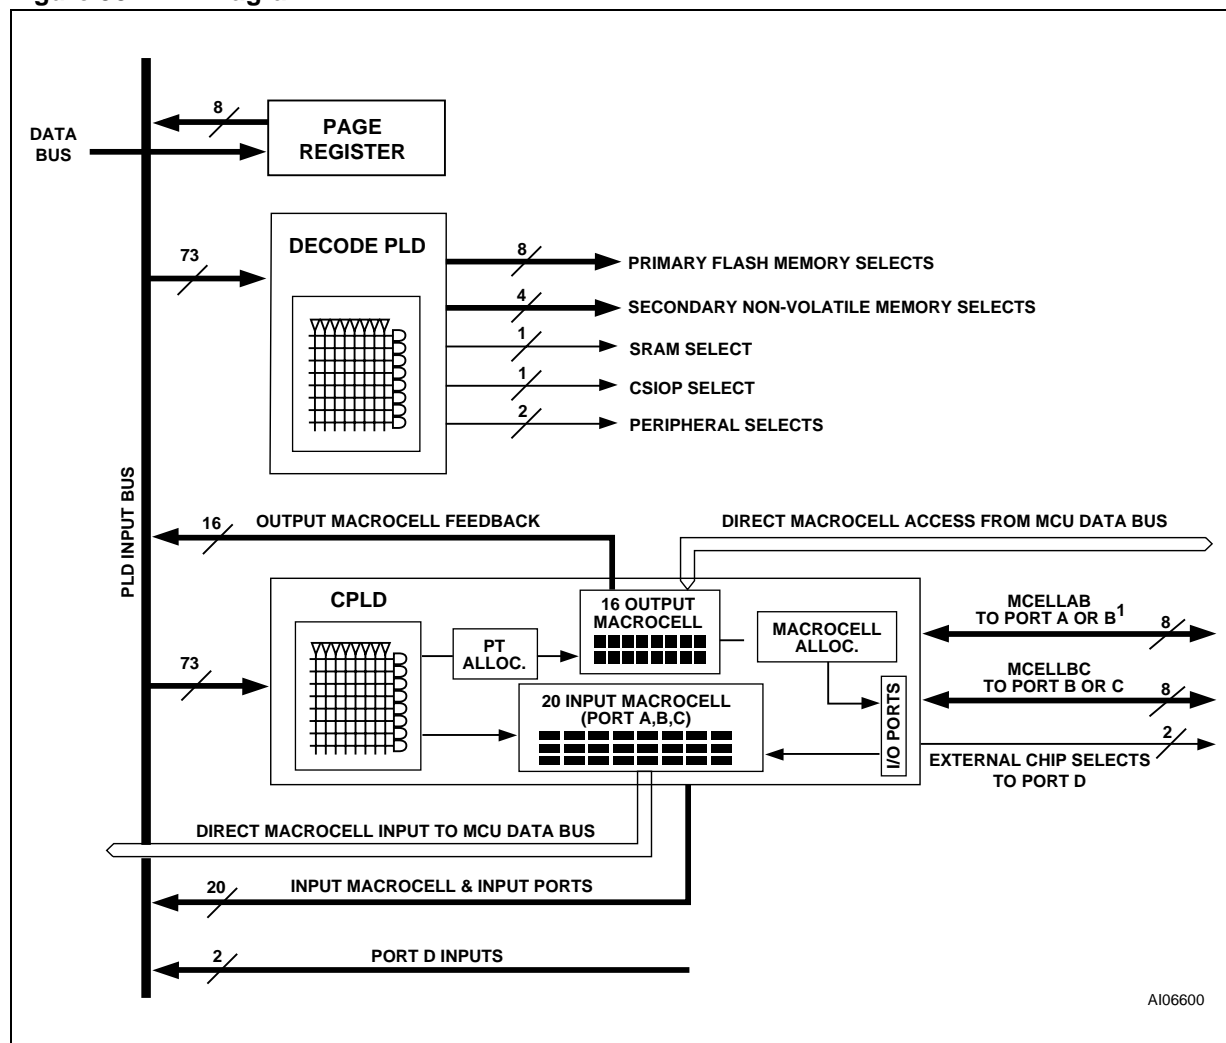 8
PAGE
REGISTER
DATA
BUS
73
DECODE PLD
8
PRIMARY FLASH MEMORY SELECTS
4
SECONDARY NON-VOLATILE MEMORY SELECTS
1
SRAM SELECT
1
CSIOP SELECT
2
PERIPHERAL SELECTS
PLD INPUT BUS
16
OUTPUT MACROCELL FEEDBACK
DIRECT MACROCELL ACCESS FROM MCU DATA BUS
CPLD
73
PT
ALLOC.
16 OUTPUT
MACROCELL
MACROCELL
ALLOC.
20 INPUT MACROCELL
(PORT A,B,C)
I/O PORTS
MCELLAB
TO PORT A OR B1
8
MCELLBC
TO PORT B OR C
8
2
EXTERNAL CHIP SELECTS
TO PORT D
DIRECT MACROCELL INPUT TO MCU DATA BUS
20
INPUT MACROCELL & INPUT PORTS
2
PORT D INPUTS
AI06600